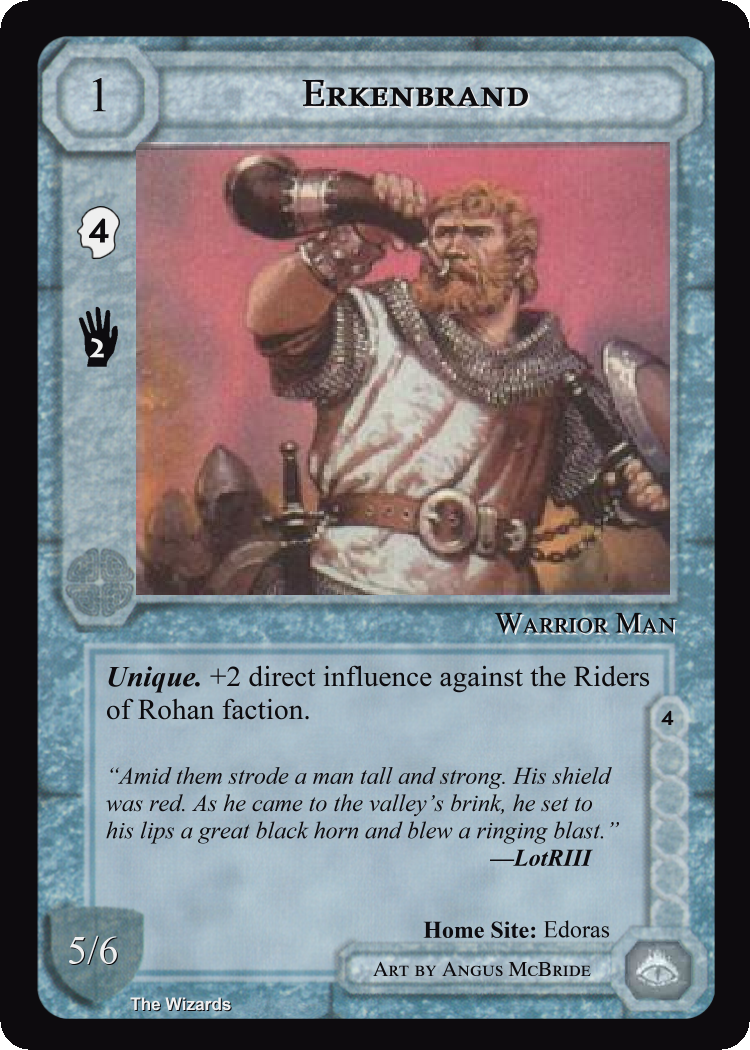 1
ERKENBRAND
4
2
WARRIOR MAN
Unique. +2 direct influence against the Riders
of Rohan faction.
4
“Amid them strode a man tall and strong. His shield
was red. As he came to the valley’s brink, he set to
his lips a great black horn and blew a ringing blast.”
—LotRIII
Home Site: Edoras
5/6
ART BY ANGUS MCBRIDE
The Wizards